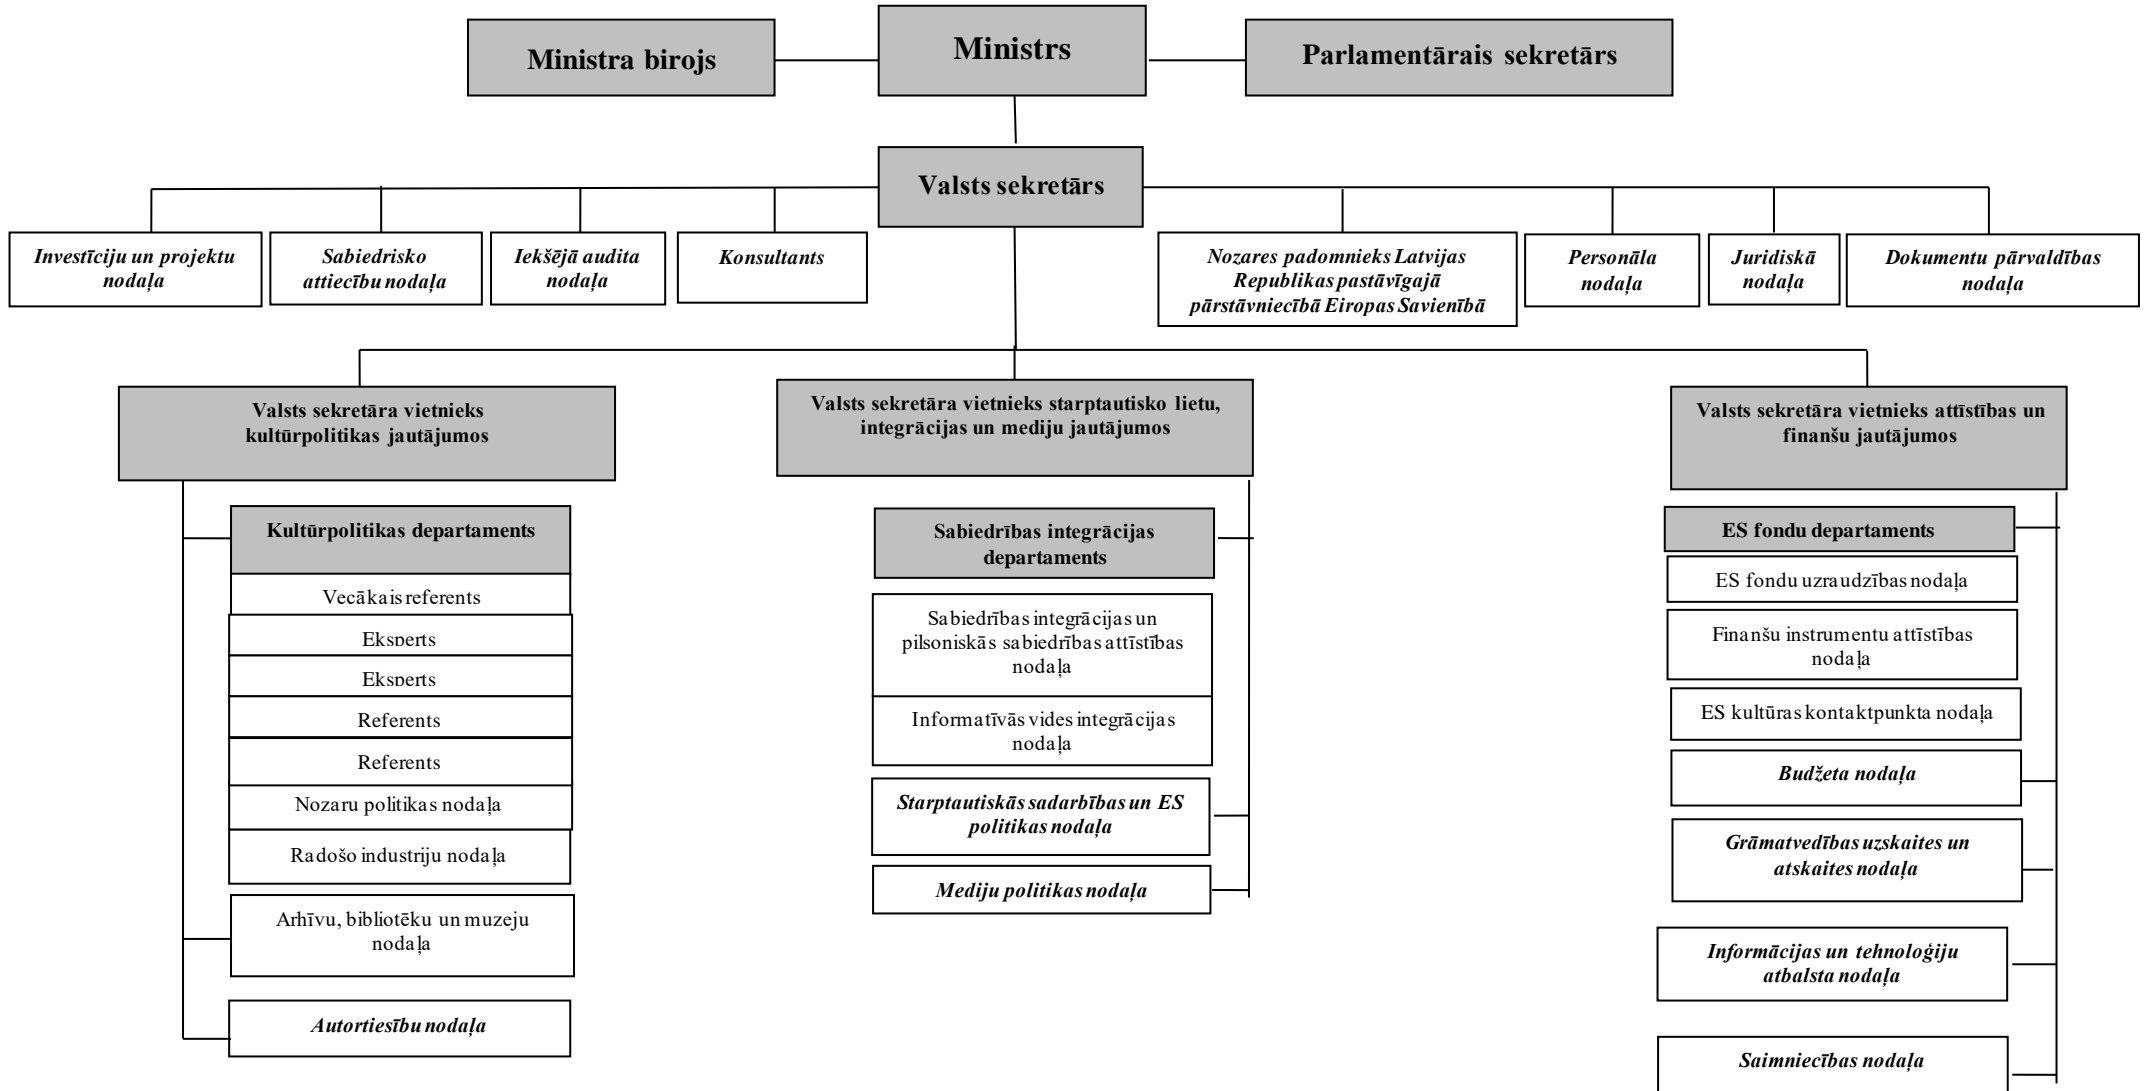 Ministra birojs
Ministrs
Parlamentārais sekretārs
Valsts sekretārs
Investīciju un projektu
nodaļa
Sabiedrisko
attiecību nodaļa
Iekšējā audita
nodaļa
Konsultants
Nozares padomnieks Latvijas
Republikas pastāvīgajā
pārstāvniecībā Eiropas Savienībā
Personāla
nodaļa
Juridiskā
nodaļa
Dokumentu pārvaldības
nodaļa
Valsts sekretāra vietnieks
kultūrpolitikas jautājumos
Kultūrpolitikas departaments
Vecākais referents
Eksperts
Eksperts
Referents
Referents
Nozaru politikas nodaļa
Radošo industriju nodaļa
Arhīvu, bibliotēku un muzeju
nodaļa
Autortiesību nodaļa
Valsts sekretāra vietnieks starptautisko lietu,
integrācijas un mediju jautājumos
Sabiedrības integrācijas
departaments
Sabiedrības integrācijas un
pilsoniskās sabiedrības attīstības
nodaļa
Informatīvās vides integrācijas
nodaļa
Starptautiskās sadarbības un ES
politikas nodaļa
Mediju politikas nodaļa
Valsts sekretāra vietnieks attīstības un
finanšu jautājumos
ES fondu departaments
ES fondu uzraudzības nodaļa
Finanšu instrumentu attīstības
nodaļa
ES kultūras kontaktpunkta nodaļa
Budžeta nodaļa
Grāmatvedības uzskaites un
atskaites nodaļa
Informācijas un tehnoloģiju
atbalsta nodaļa
Saimniecības nodaļa